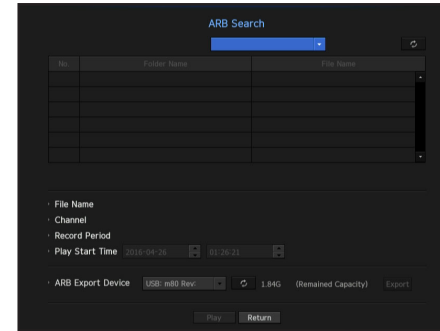 ARB Search
No. Folder Name File Name
· File Name
· Channel
· Record Period
· Play Start Time 2016-04-26 01:26:21
· ARB Export Device USB: m80 Rev: 1.84G (Remained Capacity) Export
Play Return